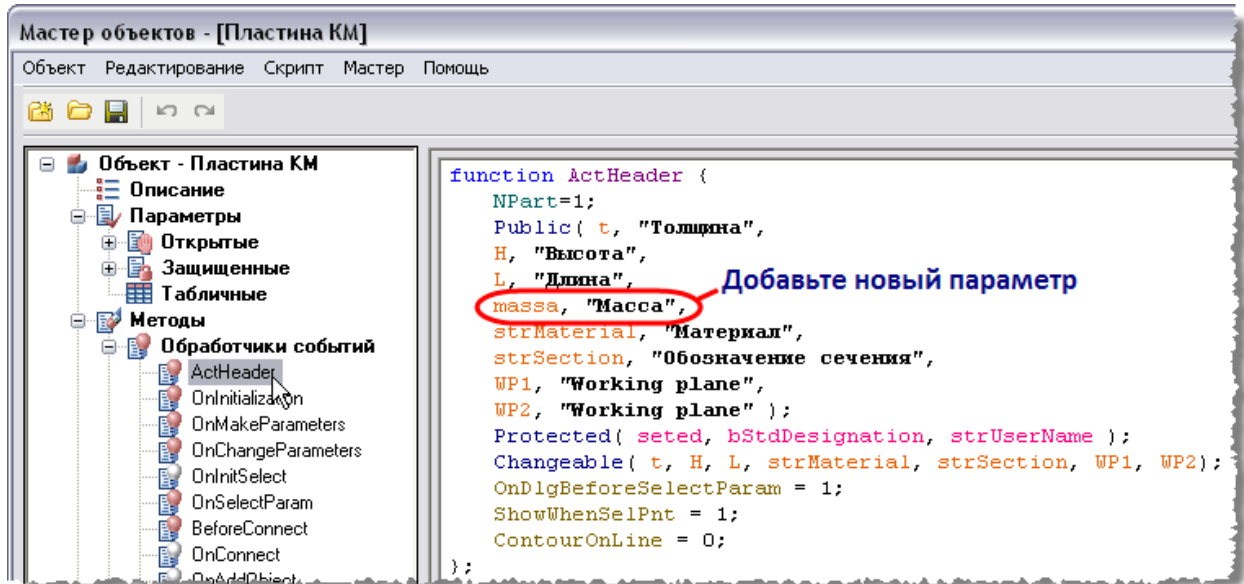 Мастер объектов - [Пластина КМ]
Объект Редактирование Скрипт Мастер Помощь
Объект - Пластина КМ
Описание
Параметры
Открытые
Защищенные
Табличные
Методы
Обработчики событий
ActHeader
OnInitialization
OnMakeParameters
OnChangeParameters
OnInitSelect
OnSelectParam
BeforeConnect
OnConnect
OnAddObject
function ActHeader {
NPart=1;
Public( t, "Толщина",
H, "Высота",
L, "Длина",
massa, "Масса",
strMaterial, "Материал",
strSection, "Обозначение сечения",
WP1, "Working plane",
WP2, "Working plane" );
Protected( seted, bStdDesignation, strUserName );
Changeable( t, H, L, strMaterial, strSection, WP1, WP2);
OnDlgBeforeSelectParam = 1;
ShowWhenSelPnt = 1;
ContourOnLine = 0;
};
Добавьте новый параметр